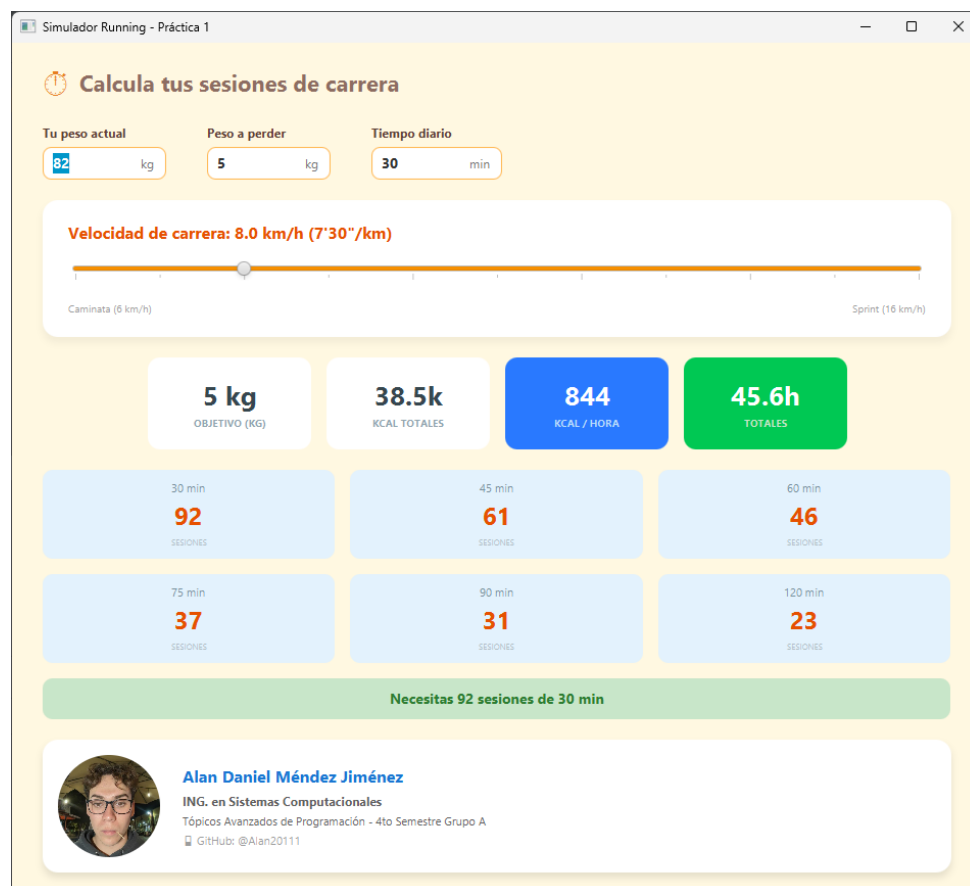 Simulador Running - Práctica 1
Calcula tus sesiones de carrera
Tu peso actual
Peso a perder
Tiempo diario
82 kg
5 kg
30 min
Velocidad de carrera: 8.0 km/h (7'30"/km)
Caminata (6 km/h)
Sprint (16 km/h)
5 kg
OBJETIVO (KG)
38.5k
KCAL TOTALES
844
KCAL / HORA
45.6h
TOTALES
30 min
92
SESIONES
45 min
61
SESIONES
60 min
46
SESIONES
75 min
37
SESIONES
90 min
31
SESIONES
120 min
23
SESIONES
Necesitas 92 sesiones de 30 min
Alan Daniel Méndez Jiménez
ING. en Sistemas Computacionales
Tópicos Avanzados de Programación - 4to Semestre Grupo A
GitHub: @Alan20111